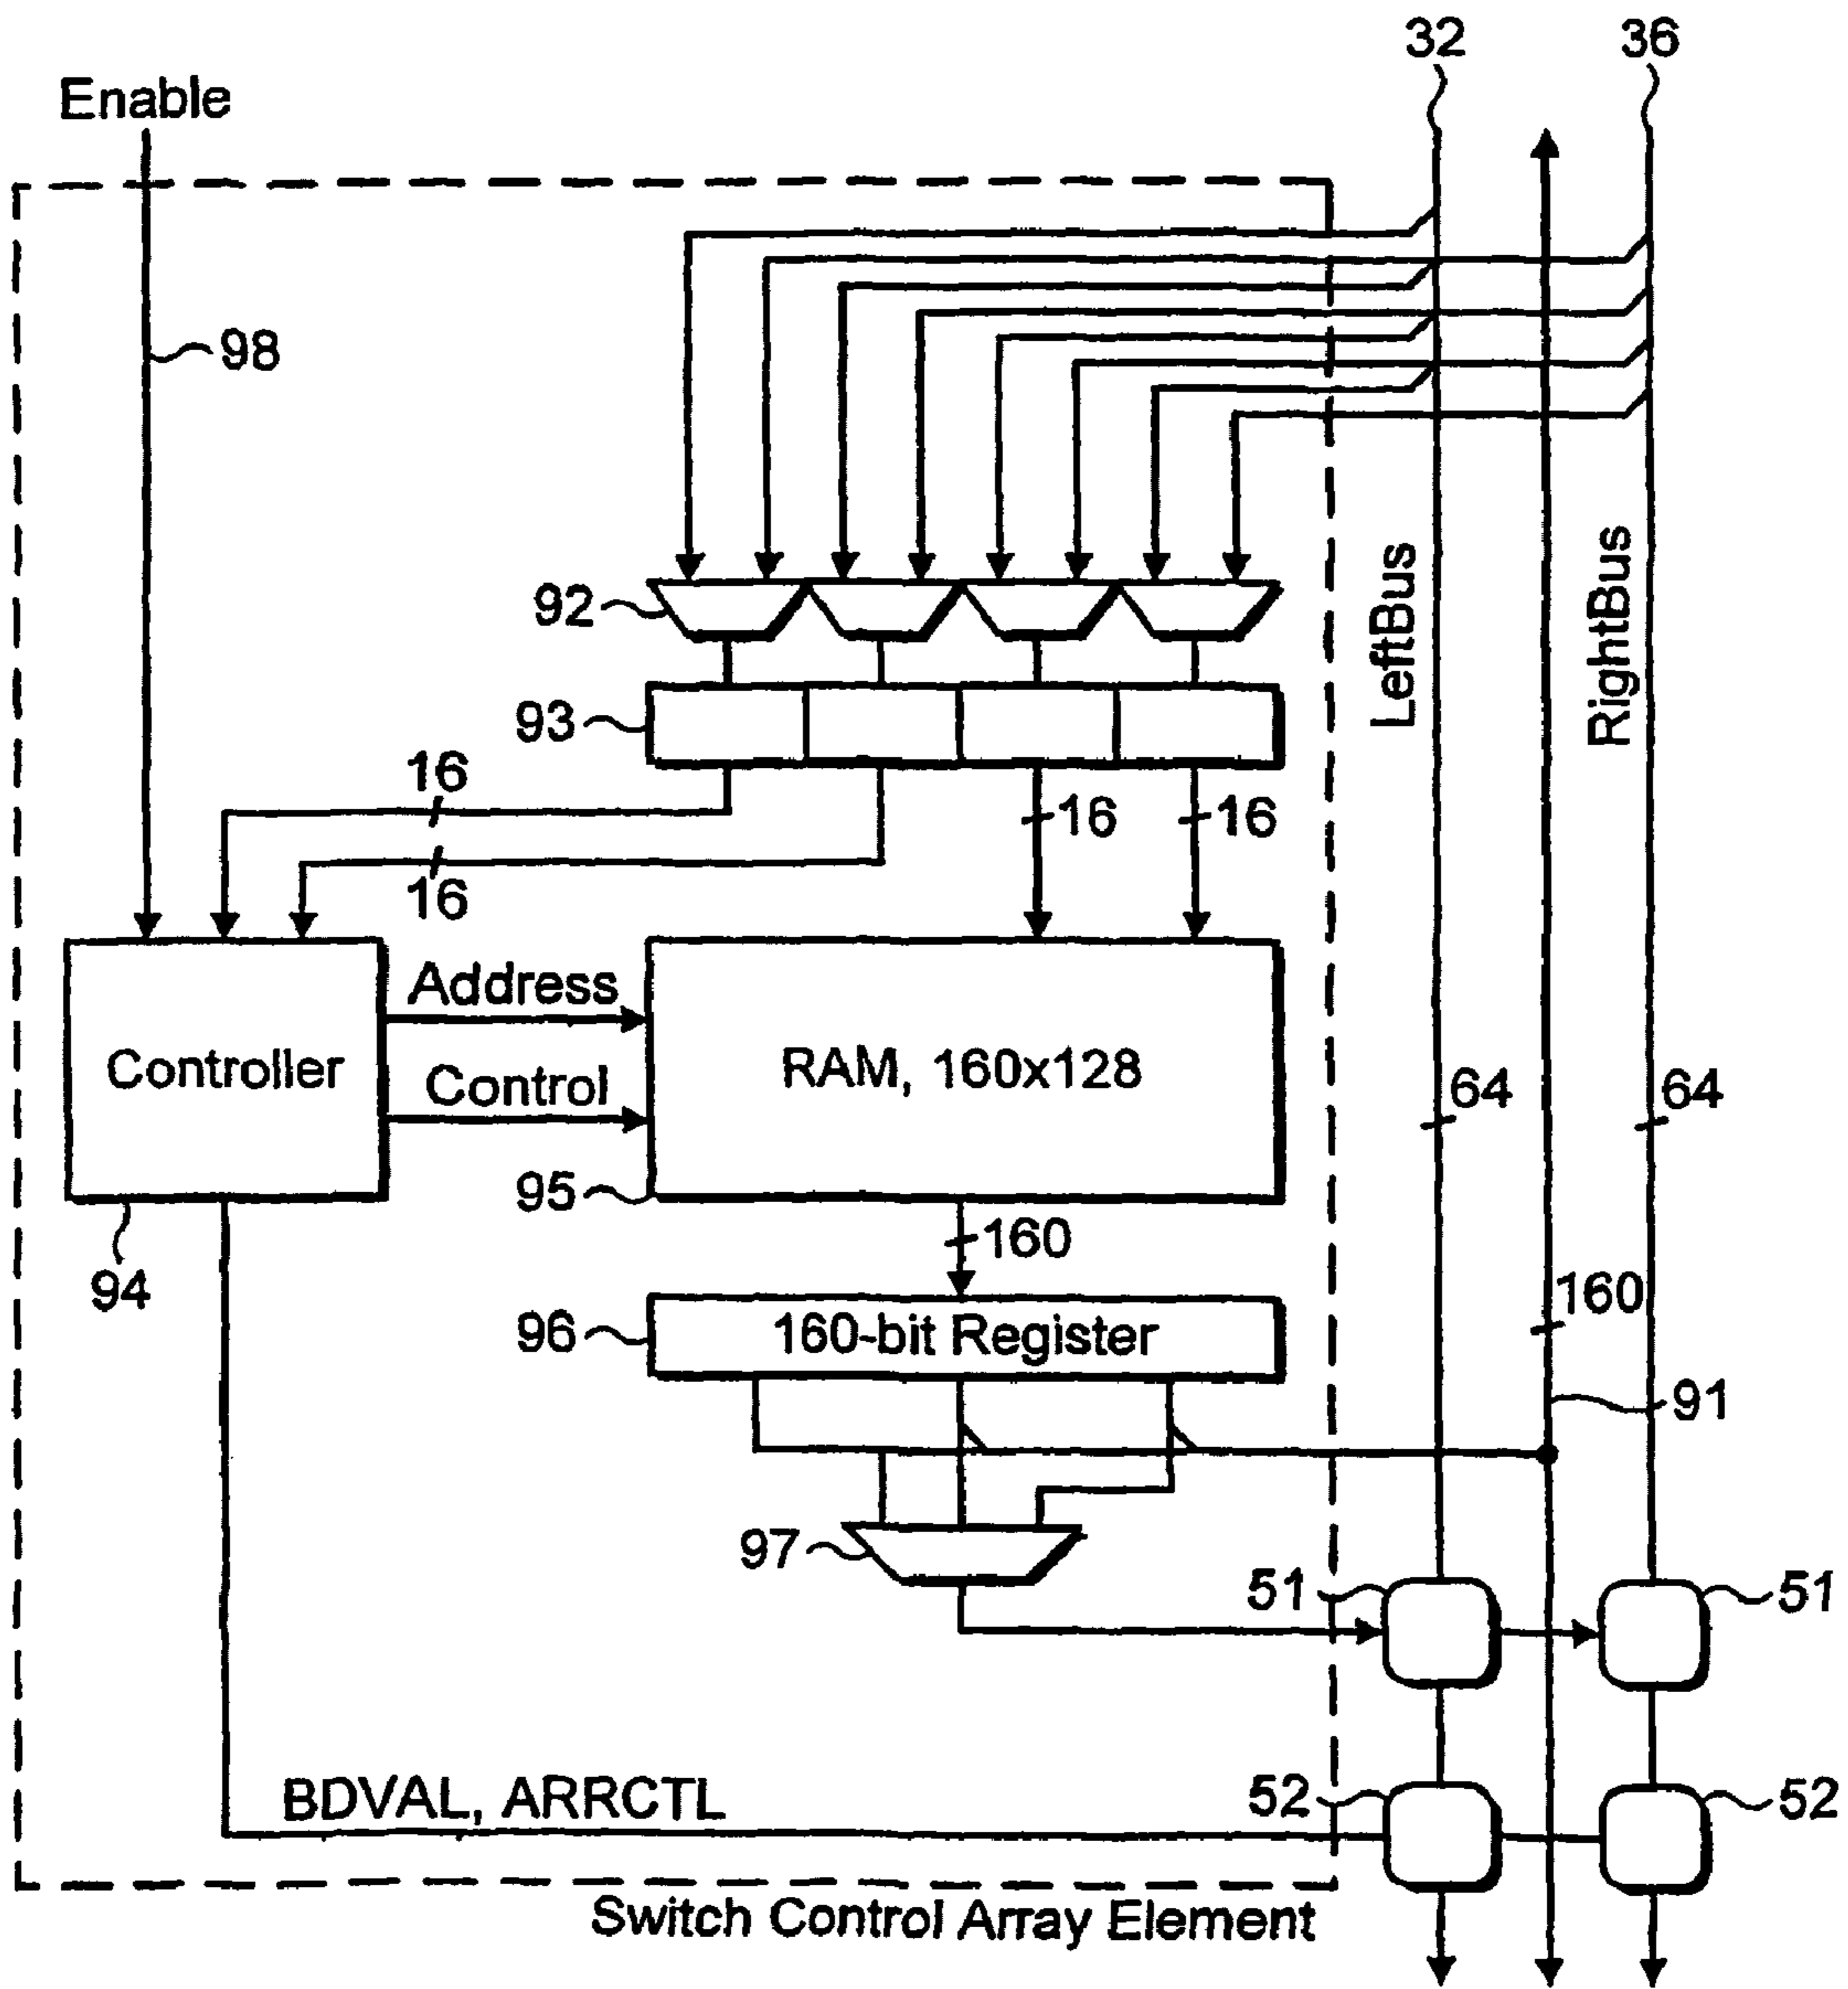 32
36
Enable
98
92
LeftBus
RightBus
93
16
16
16
16
Address
Controller
Control
RAM, 160x128
64
64
95
94
160
160
96
160-bit Register
91
97
51
51
BDVAL, ARRCTL
52
52
Switch Control Array Element